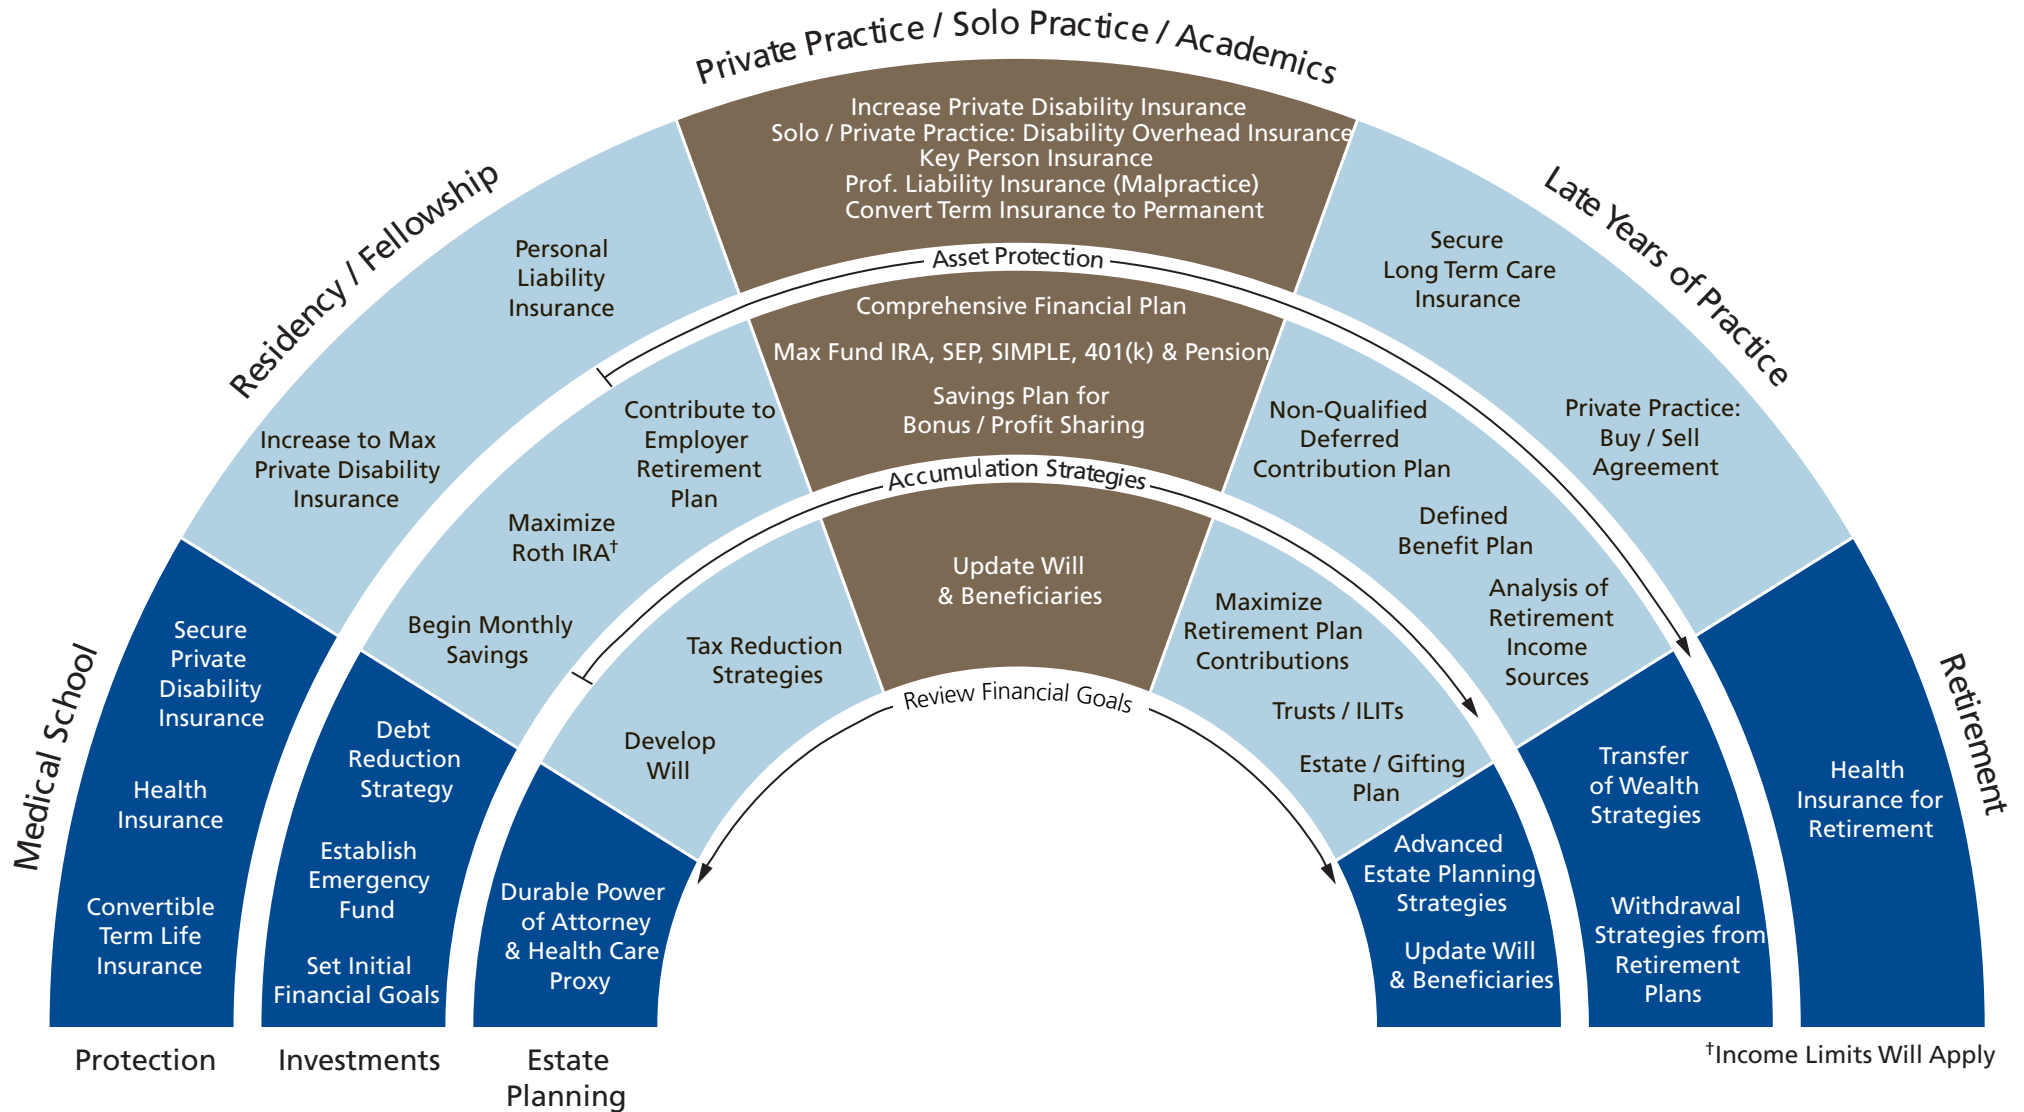 Private Practice / Solo Practice / Academics
Residency / Fellowship
Late Years of Practice
Medical School
Retirement
Increase Private Disability Insurance
Solo / Private Practice: Disability Overhead Insurance
Key Person Insurance
Prof. Liability Insurance (Malpractice)
Convert Term Insurance to Permanent
Personal
Liability
Insurance
Increase to Max
Private Disability
Insurance
Secure
Long Term Care
Insurance
Private Practice:
Buy / Sell
Agreement
Secure
Private
Disability
Insurance
Health
Insurance
Convertible
Term Life
Insurance
Health
Insurance for
Retirement
Asset Protection
Comprehensive Financial Plan
Max Fund IRA, SEP, SIMPLE, 401(k) & Pension
Savings Plan for
Bonus / Profit Sharing
Contribute to
Employer
Retirement
Plan
Maximize
Roth IRA†
Begin Monthly
Savings
Non-Qualified
Deferred
Contribution Plan
Defined
Benefit Plan
Analysis of
Retirement
Income
Sources
Debt
Reduction
Strategy
Establish
Emergency
Fund
Set Initial
Financial Goals
Transfer
of Wealth
Strategies
Withdrawal
Strategies from
Retirement
Plans
Accumulation Strategies
Update Will
& Beneficiaries
Tax Reduction
Strategies
Develop
Will
Maximize
Retirement Plan
Contributions
Trusts / ILITs
Estate / Gifting
Plan
Durable Power
of Attorney
& Health Care
Proxy
Advanced
Estate Planning
Strategies
Update Will
& Beneficiaries
Review Financial Goals
Protection
Investments
Estate
Planning
†Income Limits Will Apply